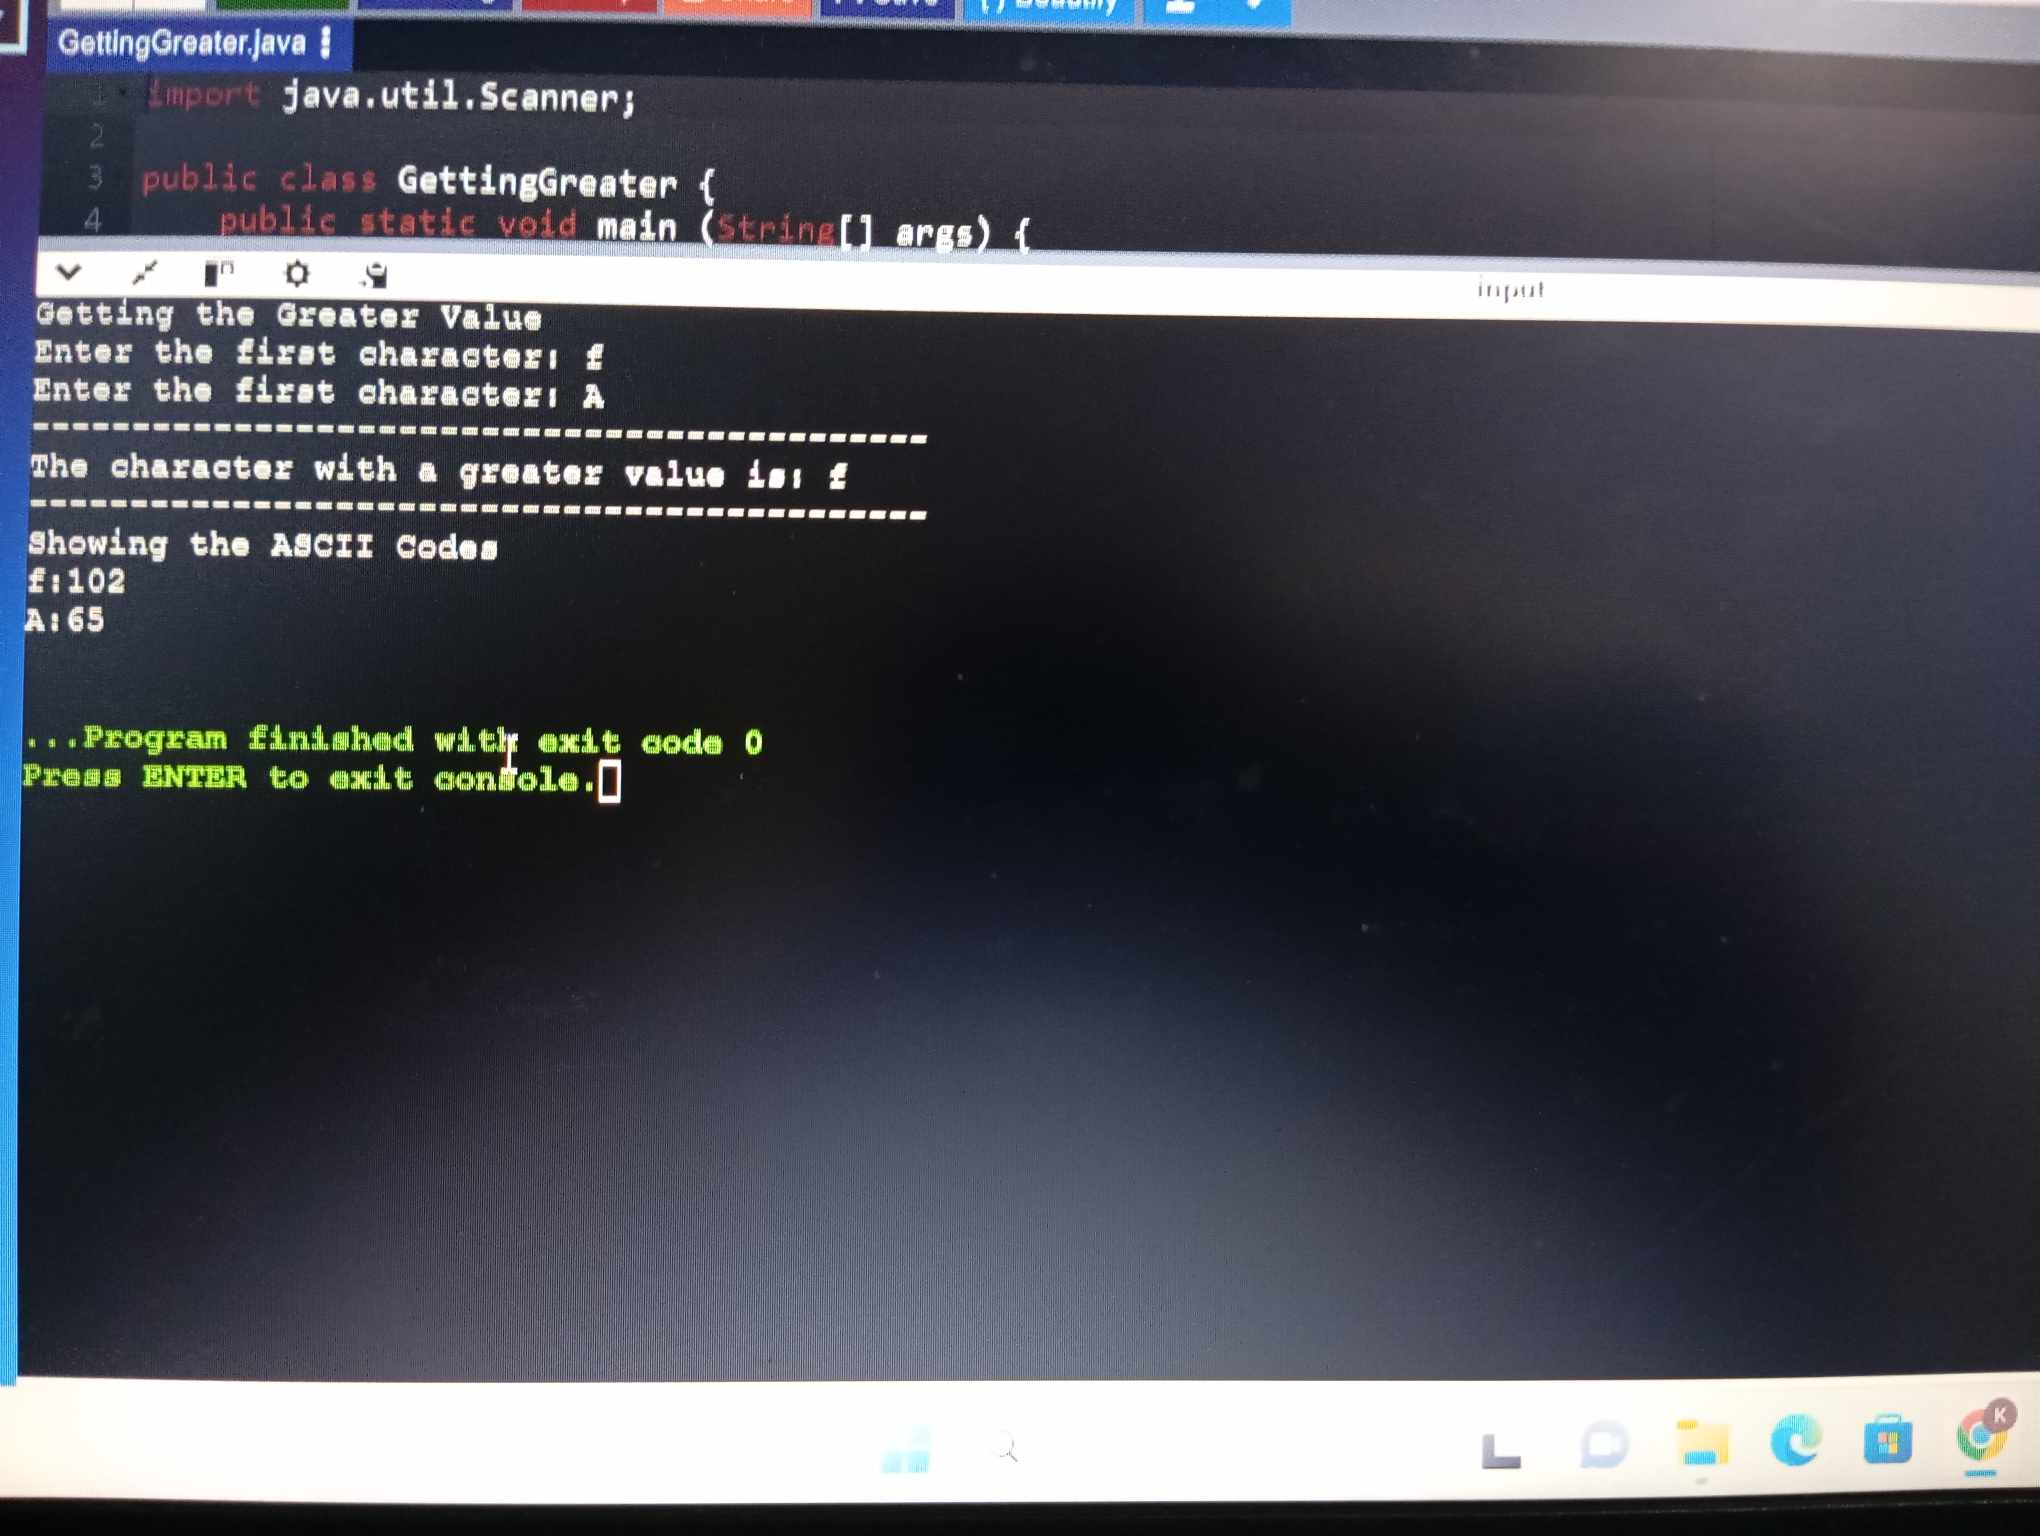 GettingGreater.java
1 import java.util.Scanner;
2
3 public class GettingGreater {
4 public static void main (String[] args) {
input
Getting the Greater Value
Enter the first character: f
Enter the first character: A
---------------------------------------------
The character with a greater value is: f
---------------------------------------------
Showing the ASCII Codes
f:102
A:65
...Program finished with exit code 0
Press ENTER to exit console.
K